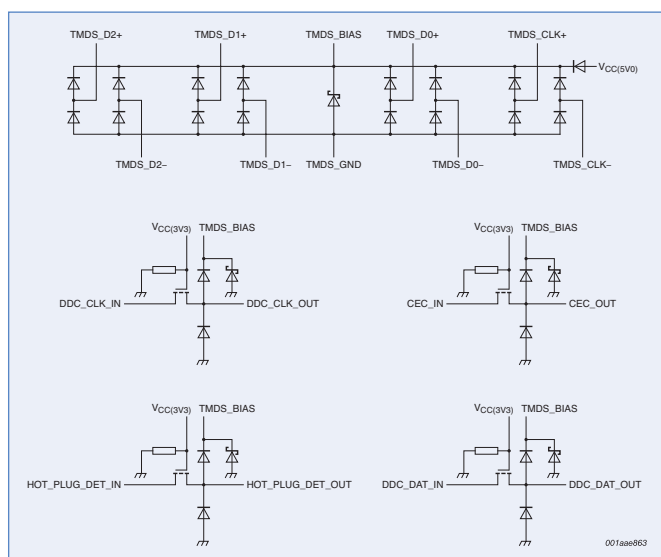 TMDS_D2+ TMDS_D1+ TMDS_BIAS TMDS_D0+ TMDS_CLK+
VCC(5V0)
TMDS_D2− TMDS_D1− TMDS_GND TMDS_D0− TMDS_CLK−
VCC(3V3) TMDS_BIAS
DDC_CLK_IN DDC_CLK_OUT
VCC(3V3) TMDS_BIAS
CEC_IN CEC_OUT
VCC(3V3) TMDS_BIAS
HOT_PLUG_DET_IN HOT_PLUG_DET_OUT
VCC(3V3) TMDS_BIAS
DDC_DAT_IN DDC_DAT_OUT
001aae863